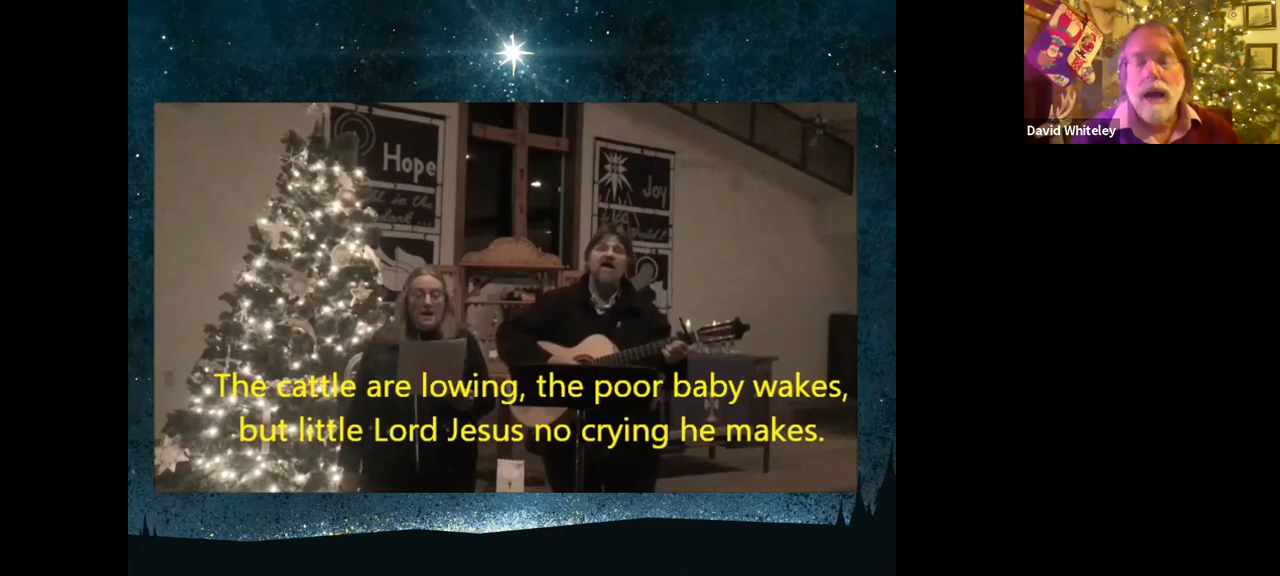 David Whiteley
Hope
Joy
The cattle are lowing, the poor baby wakes,
but little Lord Jesus no crying he makes.